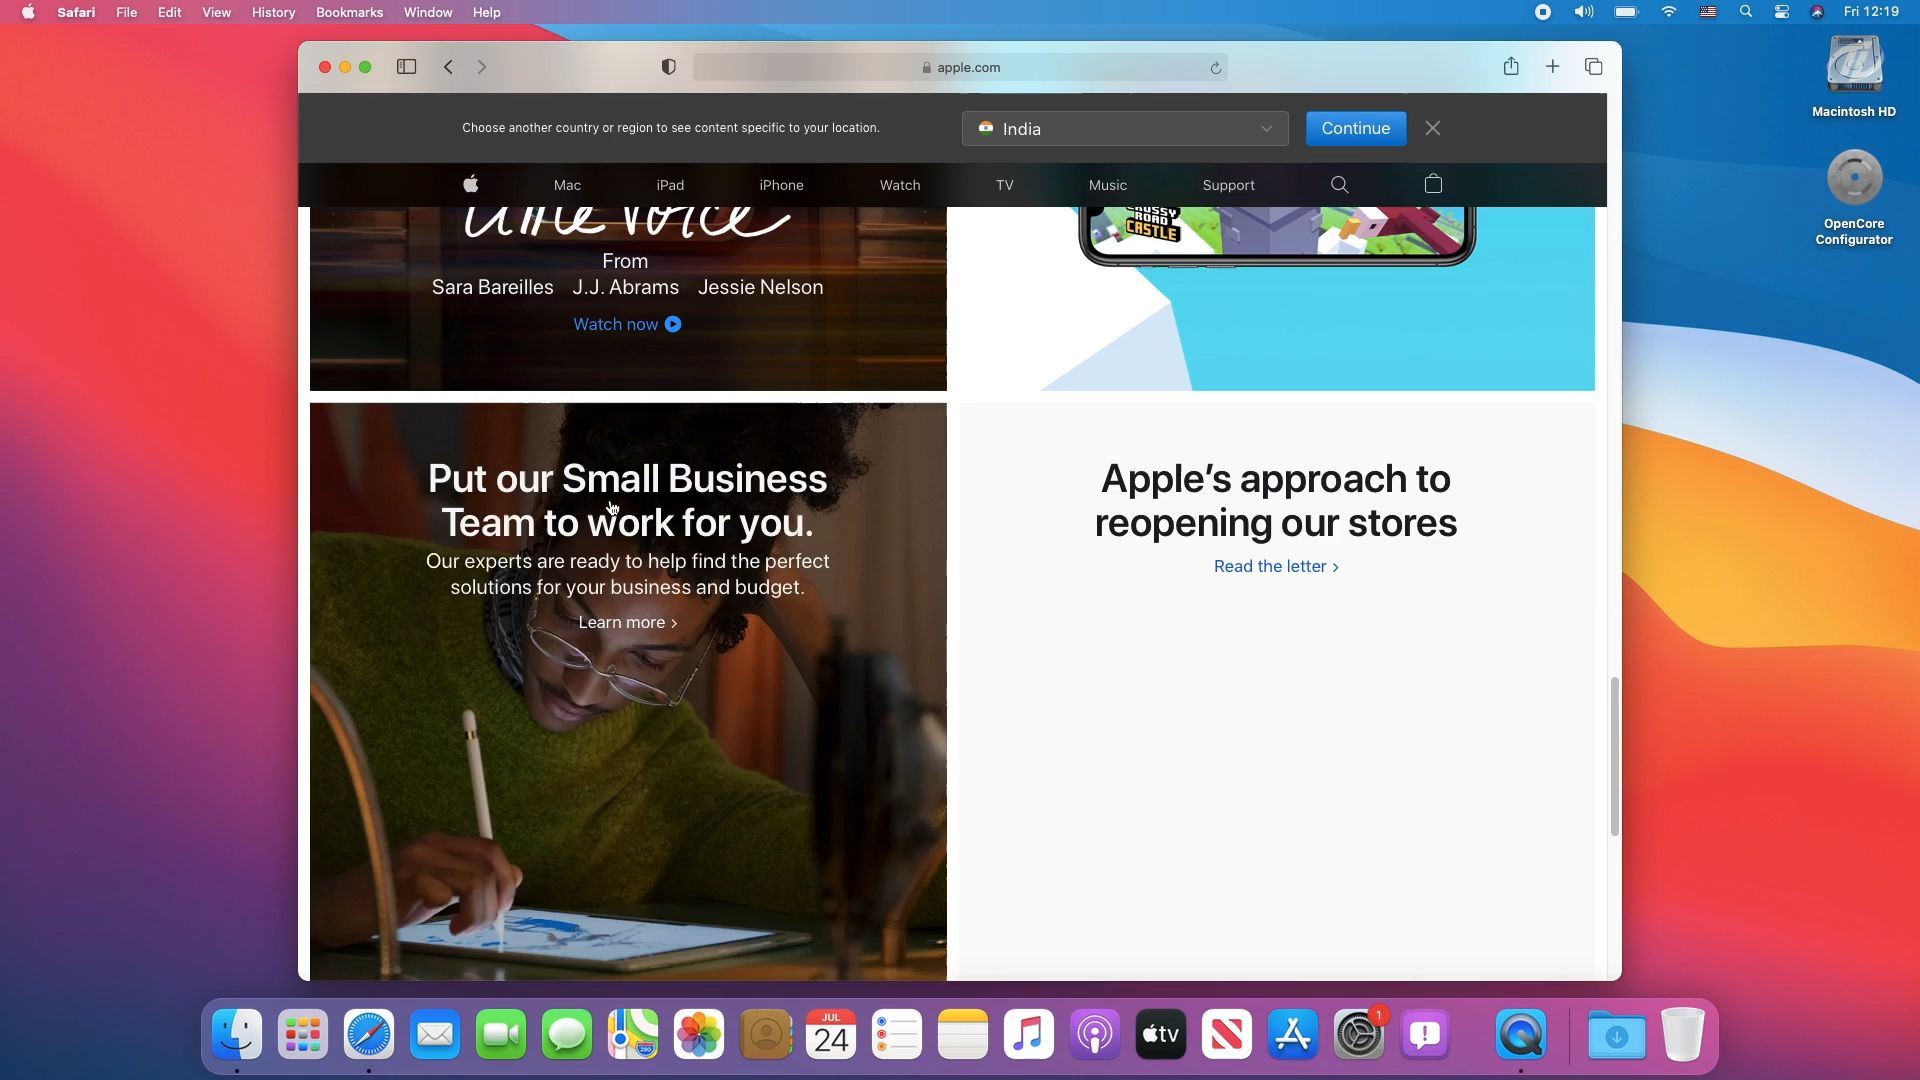 Safari File Edit View History Bookmarks Window Help
Fri 12:19
apple.com
Macintosh HD
Choose another country or region to see content specific to your location.
India
Continue
Mac iPad iPhone Watch TV Music Support
OpenCore
Configurator
From
Sara Bareilles J.J. Abrams Jessie Nelson
Watch now
CROSSY
ROAD
CASTLE
Put our Small Business
Team to work for you.
Our experts are ready to help find the perfect
solutions for your business and budget.
Learn more >
Apple’s approach to
reopening our stores
Read the letter >
JUL
24
280
tv
1